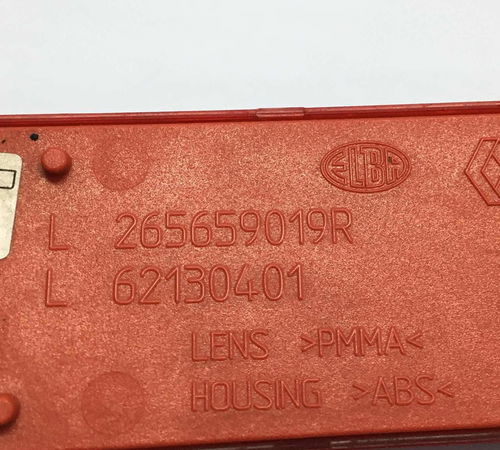 ELBA
L 265659019R
L 62130401
LENS >PMMA<
HOUSING >ABS<